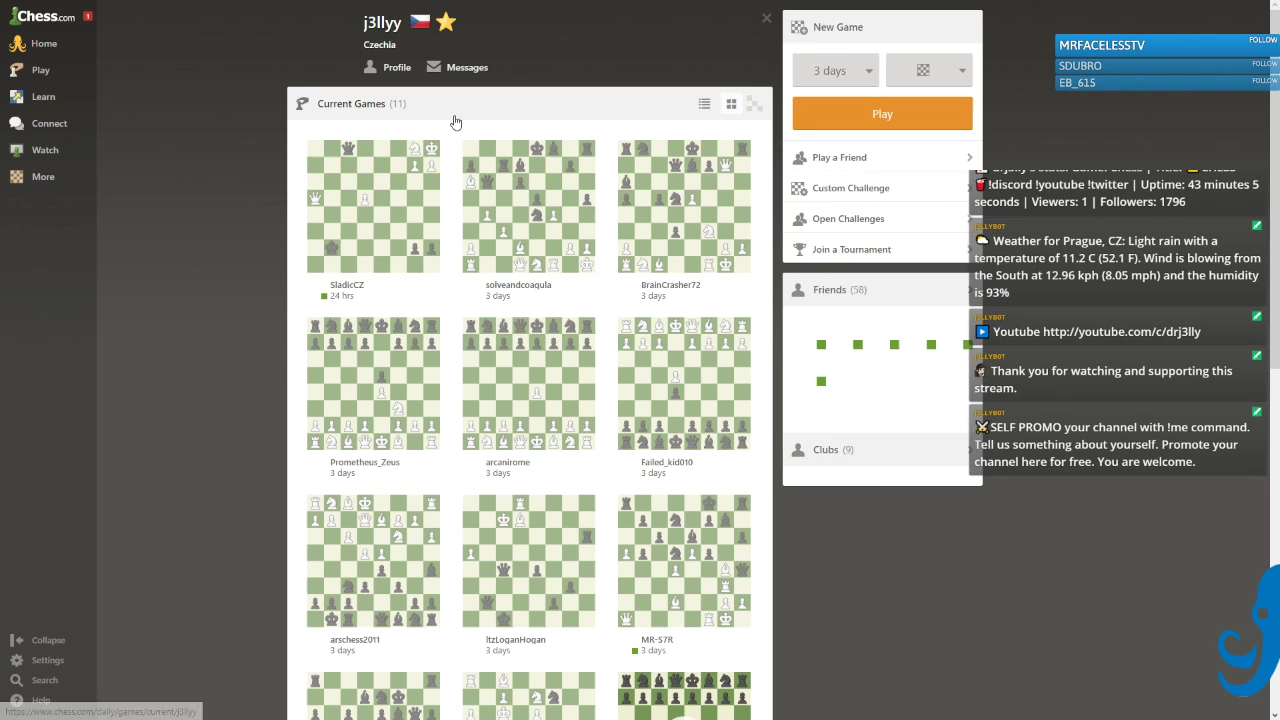 Chess.com 1
Home
Play
Learn
Connect
Watch
More
Collapse
Settings
Search
Help
https://www.chess.com/daily/games/current/j3llyy
j3llyy
Czechia
Profile Messages
Current Games (11)
SladicCZ
24 hrs
solveandcoaqula
3 days
BrainCrasher72
3 days
Prometheus_Zeus
3 days
arcanirome
3 days
Failed_kid010
3 days
arschess2011
3 days
ItzLoganHogan
3 days
MR-S7R
3 days
New Game
3 days
Play
Play a Friend
Custom Challenge
Open Challenges
Join a Tournament
Friends (58)
Clubs (9)
MRFACELESSTV FOLLOW
SDUBRO FOLLOW
EB_615 FOLLOW
!discord !youtube !twitter | Uptime: 43 minutes 5
seconds | Viewers: 1 | Followers: 1796
J3LLYBOT
Weather for Prague, CZ: Light rain with a
temperature of 11.2 C (52.1 F). Wind is blowing from
the South at 12.96 kph (8.05 mph) and the humidity
is 93%
J3LLYBOT
Youtube http://youtube.com/c/drj3lly
J3LLYBOT
Thank you for watching and supporting this
stream.
J3LLYBOT
SELF PROMO your channel with !me command.
Tell us something about yourself. Promote your
channel here for free. You are welcome.